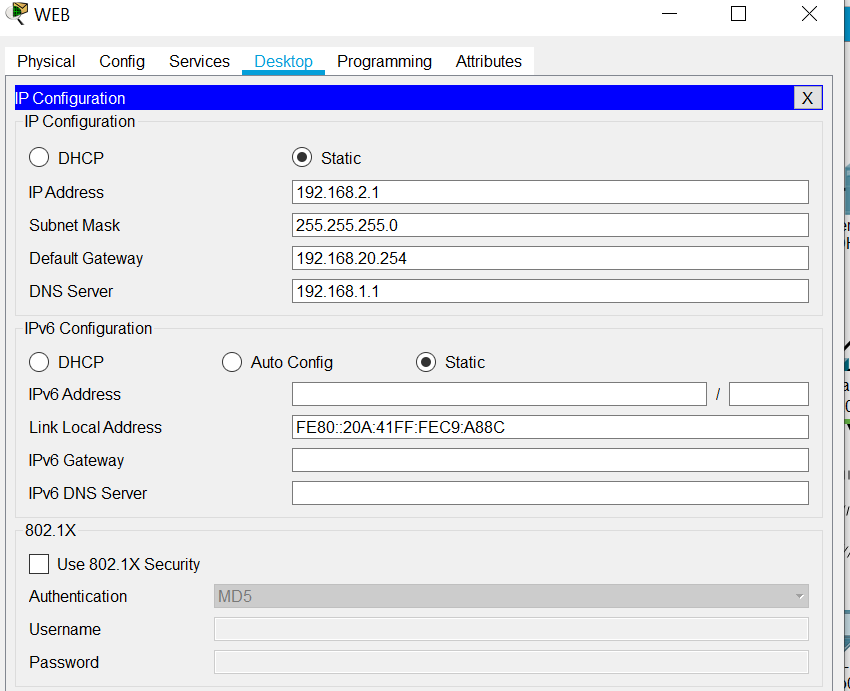 WEB
Physical Config Services Desktop Programming Attributes
IP Configuration X
IP Configuration
DHCP Static
IP Address 192.168.2.1
Subnet Mask 255.255.255.0
Default Gateway 192.168.20.254
DNS Server 192.168.1.1
IPv6 Configuration
DHCP Auto Config Static
IPv6 Address /
Link Local Address FE80::20A:41FF:FEC9:A88C
IPv6 Gateway
IPv6 DNS Server
802.1X
Use 802.1X Security
Authentication MD5
Username
Password